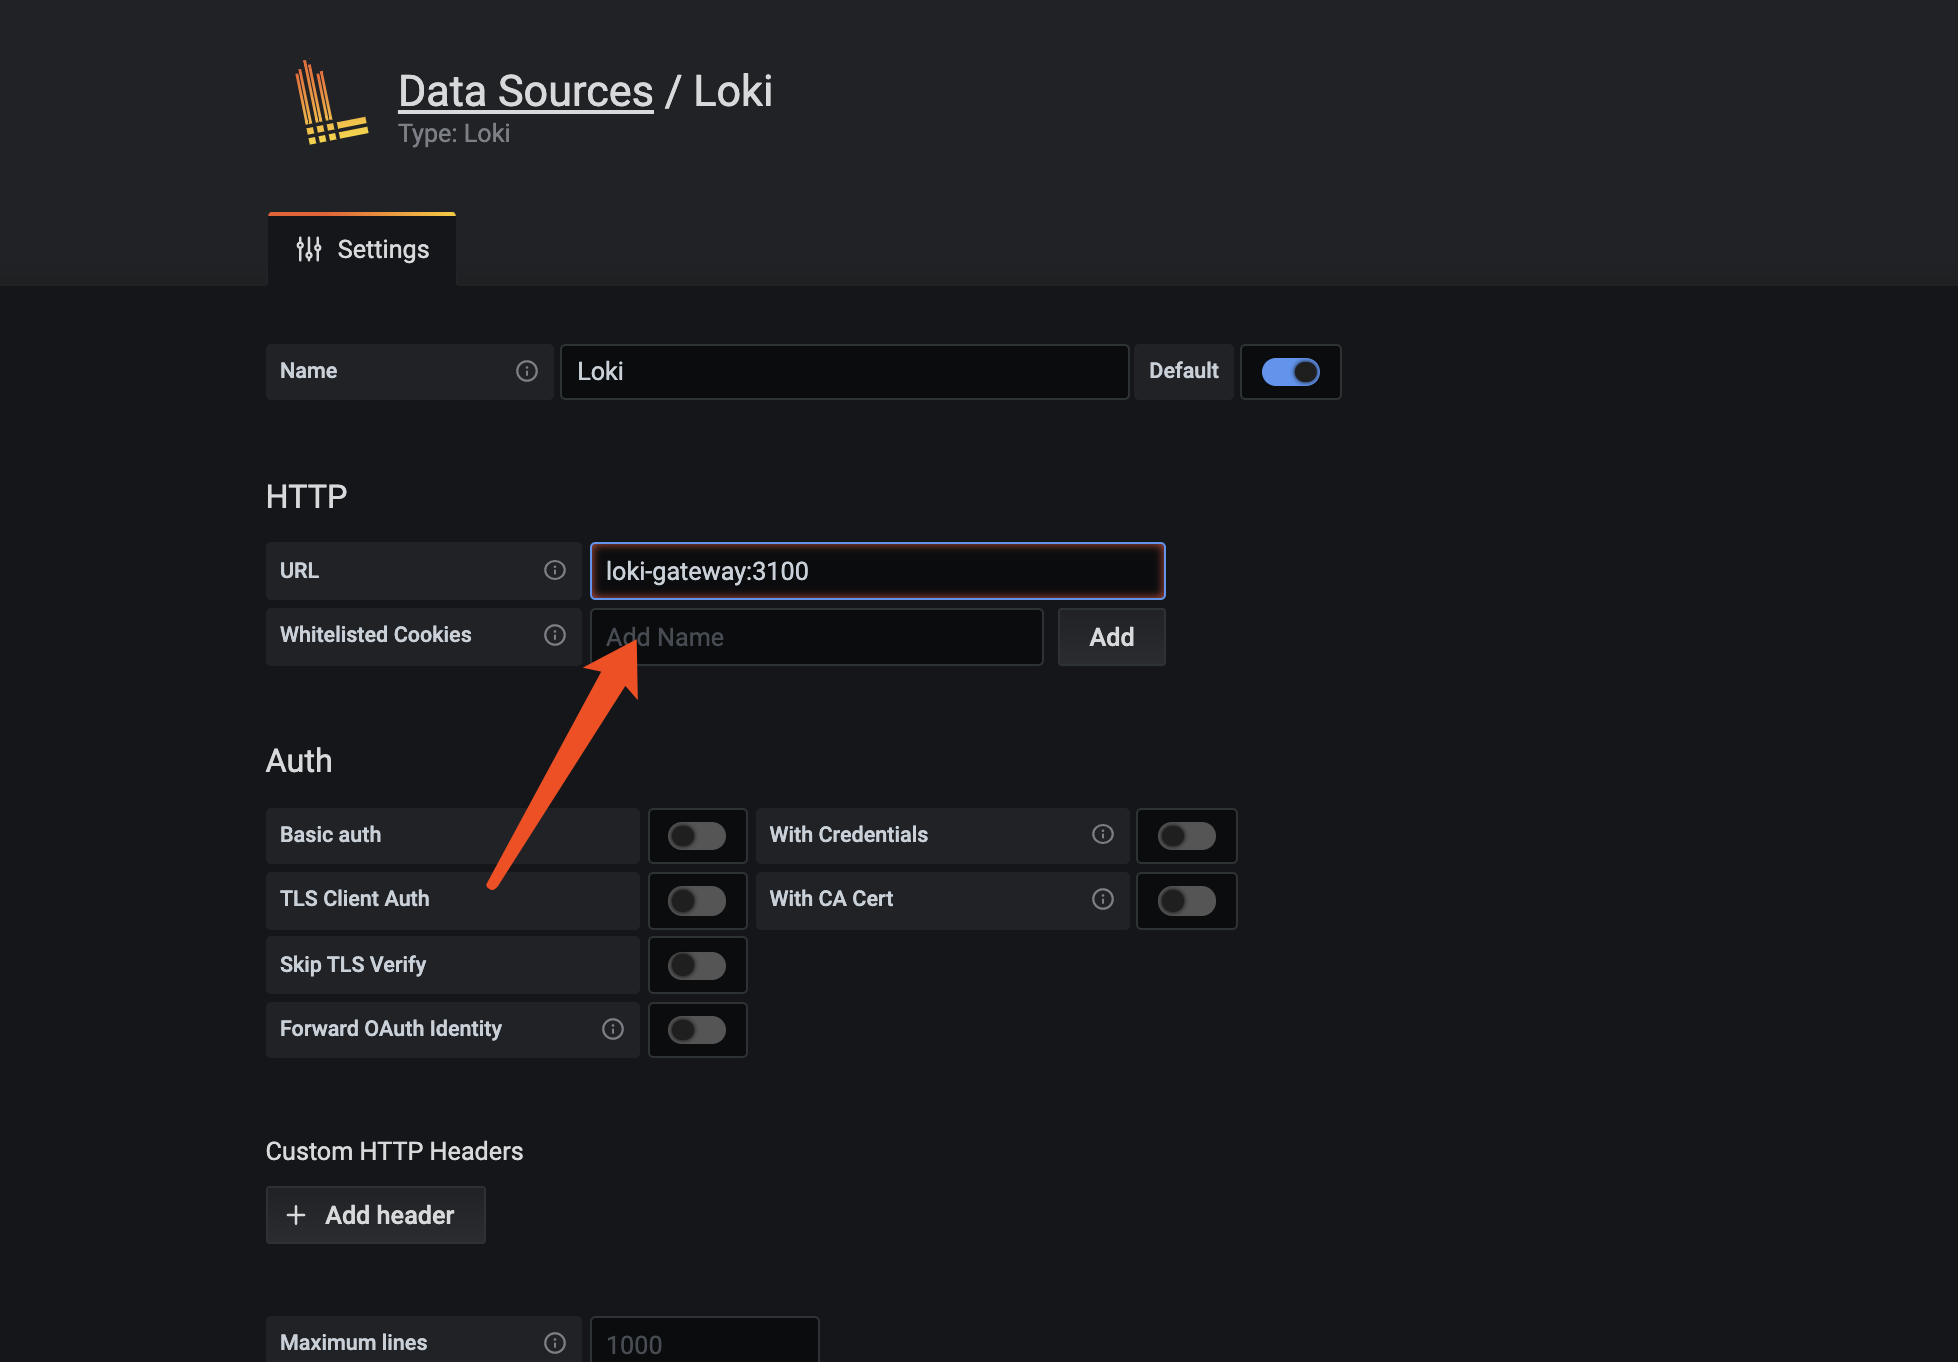 Data Sources / Loki
Type: Loki
Settings
Name
Loki
Default
HTTP
URL
loki-gateway:3100
Whitelisted Cookies
Add Name
Add
Auth
Basic auth
With Credentials
TLS Client Auth
With CA Cert
Skip TLS Verify
Forward OAuth Identity
Custom HTTP Headers
+ Add header
Maximum lines
1000